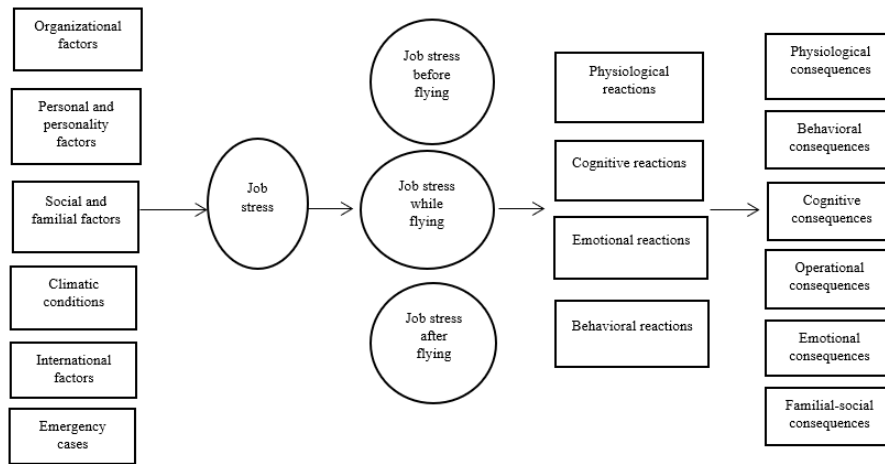 Organizational
factors
Personal and
personality
factors
Social and
familial factors
Climatic
conditions
International
factors
Emergency
cases
Job
stress
Job stress
before
flying
Job stress
while
flying
Job stress
after
flying
Physiological
reactions
Cognitive reactions
Emotional reactions
Behavioral reactions
Physiological
consequences
Behavioral
consequences
Cognitive
consequences
Operational
consequences
Emotional
consequences
Familial-social
consequences